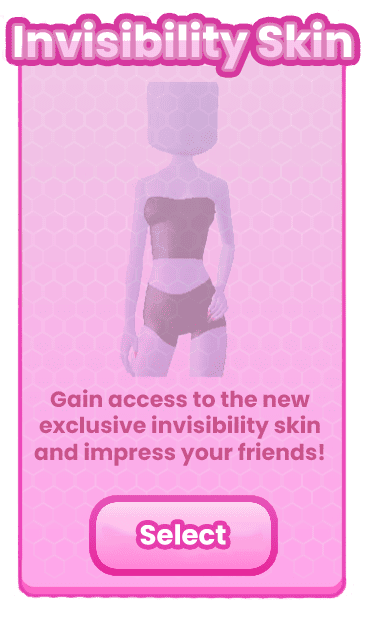 Invisibility Skin
Gain access to the new
exclusive invisibility skin
and impress your friends!
Select